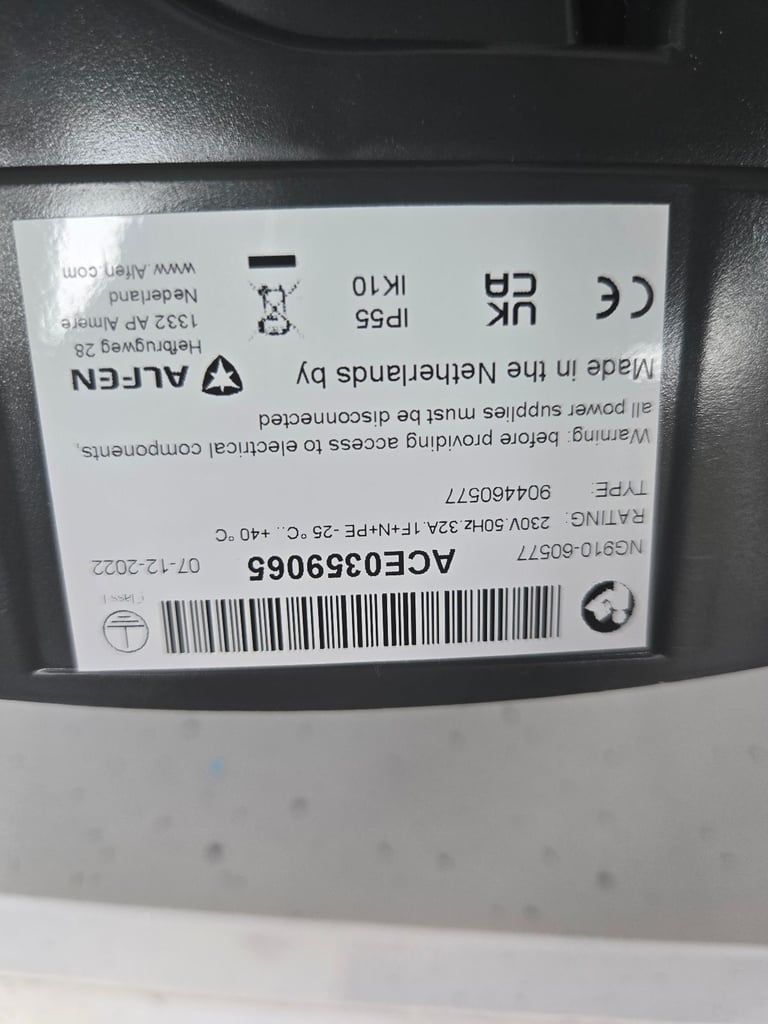 Class I
NG910-60577 ACE0359065 07-12-2022
RATING: 230V.50Hz.32A.1F+N+PE -25 °C.. +40 °C
TYPE: 904460577
Warning: before providing access to electrical components,
all power supplies must be disconnected
Made in the Netherlands by ALFEN
CE
UK
CA
IP55
IK10
Hefbrugweg 28
1332 AP Almere
Nederland
www.Alfen.com